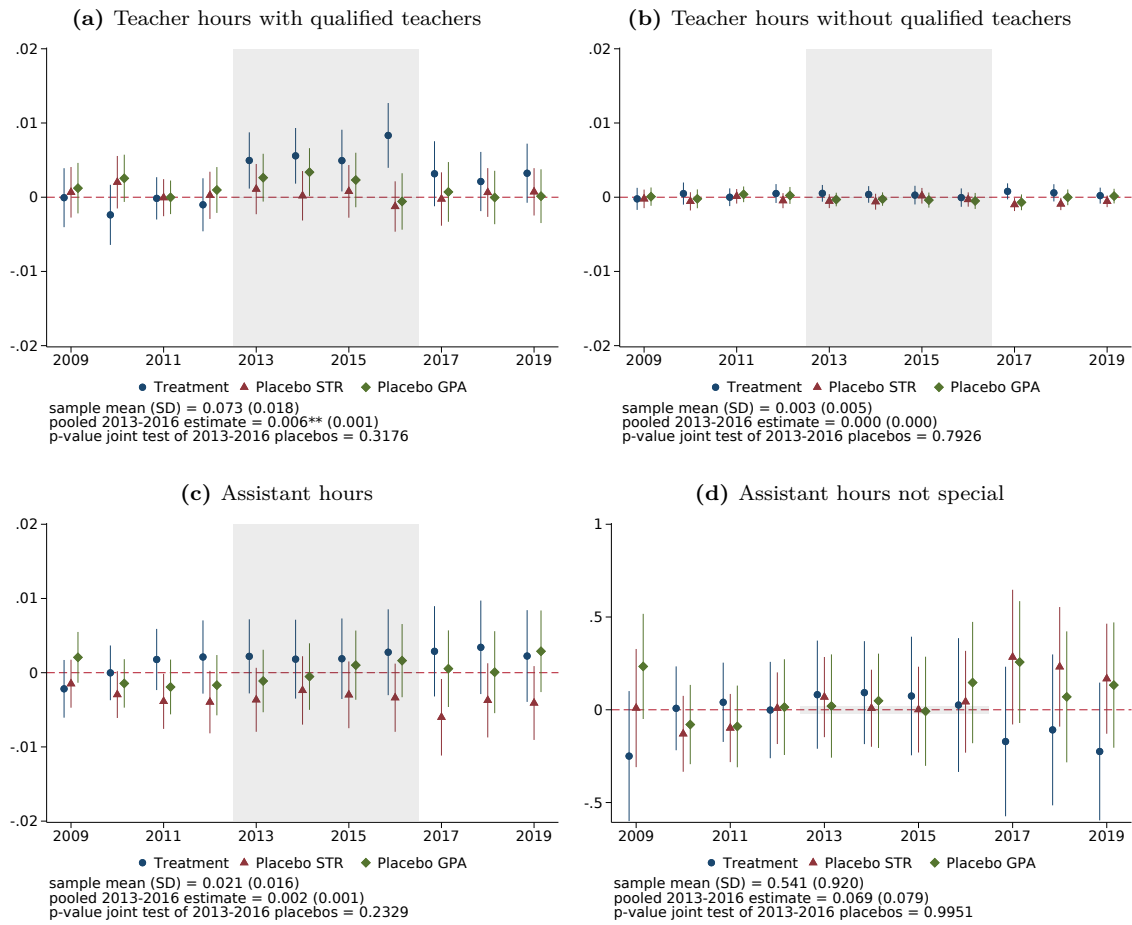 (a) Teacher hours with qualified teachers
.02
.01
0
-.01
-.02
2009 2011 2013 2015 2017 2019
Treatment Placebo STR Placebo GPA
sample mean (SD) = 0.073 (0.018)
pooled 2013-2016 estimate = 0.006** (0.001)
p-value joint test of 2013-2016 placebos = 0.3176
(b) Teacher hours without qualified teachers
.02
.01
0
-.01
-.02
2009 2011 2013 2015 2017 2019
Treatment Placebo STR Placebo GPA
sample mean (SD) = 0.003 (0.005)
pooled 2013-2016 estimate = 0.000 (0.000)
p-value joint test of 2013-2016 placebos = 0.7926
(c) Assistant hours
.02
.01
0
-.01
-.02
2009 2011 2013 2015 2017 2019
Treatment Placebo STR Placebo GPA
sample mean (SD) = 0.021 (0.016)
pooled 2013-2016 estimate = 0.002 (0.001)
p-value joint test of 2013-2016 placebos = 0.2329
(d) Assistant hours not special
1
.5
0
-.5
2009 2011 2013 2015 2017 2019
Treatment Placebo STR Placebo GPA
sample mean (SD) = 0.541 (0.920)
pooled 2013-2016 estimate = 0.069 (0.079)
p-value joint test of 2013-2016 placebos = 0.9951